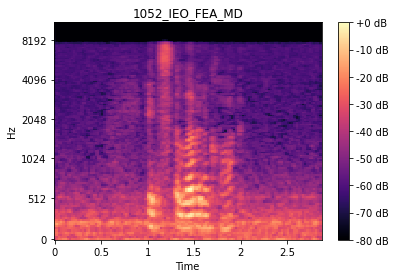 1052_IEO_FEA_MD
+0 dB
8192
-10 dB
4096
-20 dB
-30 dB
Hz
2048
-40 dB
1024
-50 dB
512
-60 dB
-70 dB
0
-80 dB
0 0.5 1 1.5 2 2.5
Time